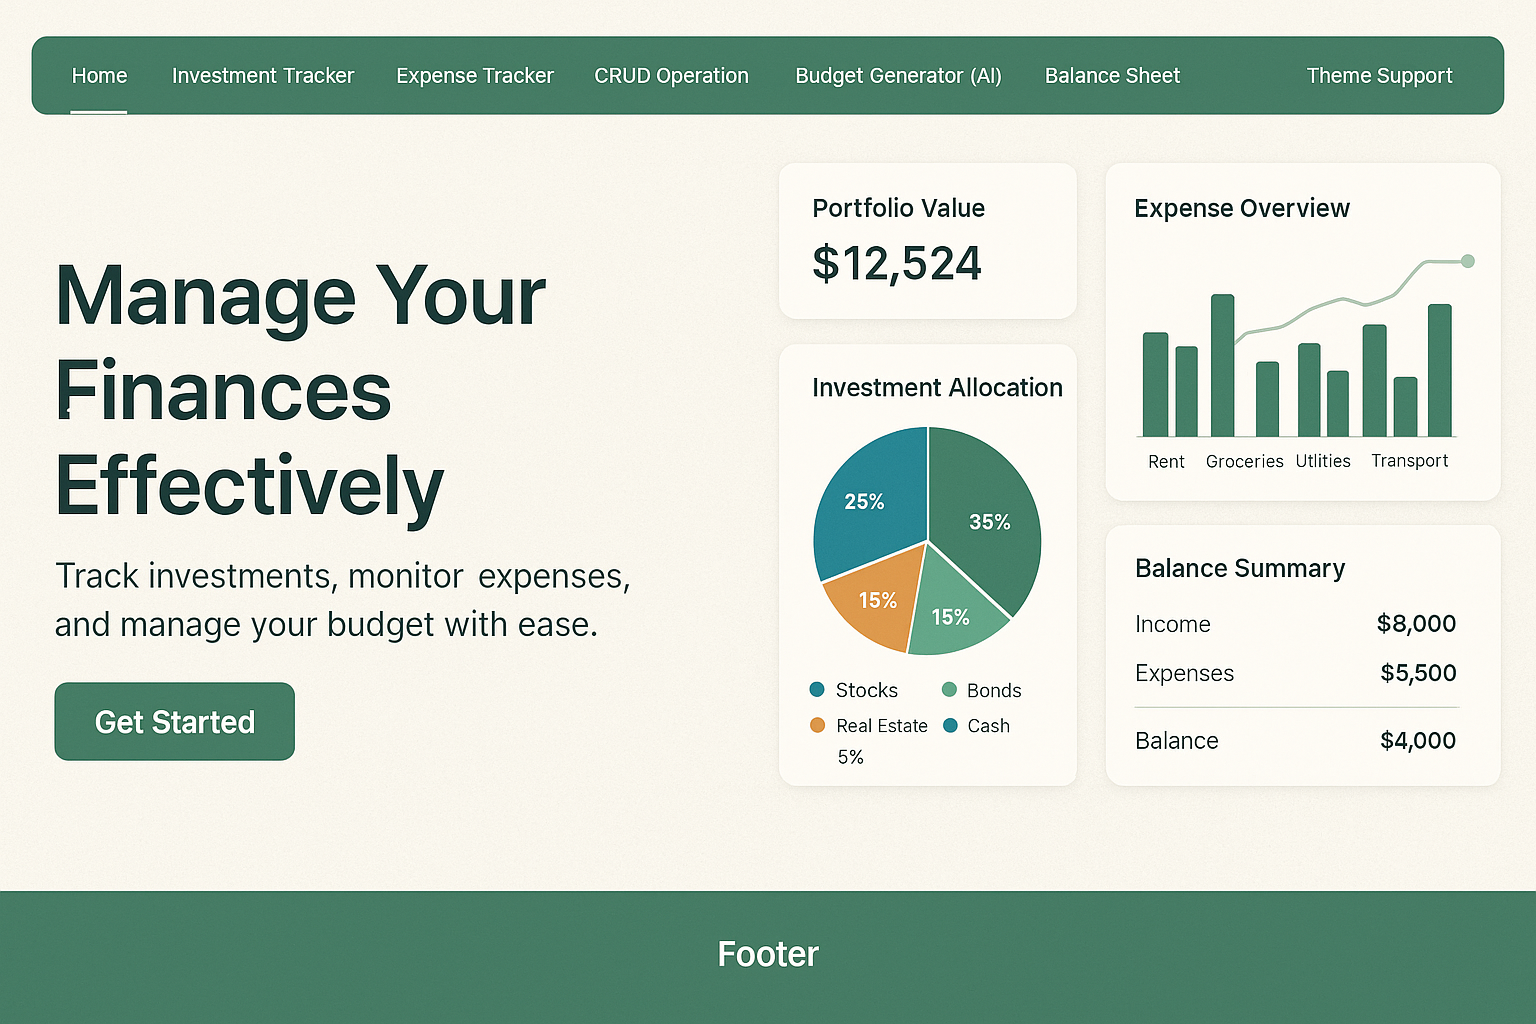 Home Investment Tracker Expense Tracker CRUD Operation Budget Generator (AI) Balance Sheet Theme Support
Manage Your
Finances
Effectively
Track investments, monitor expenses,
and manage your budget with ease.
Get Started
Portfolio Value
$12,524
Investment Allocation
25%
35%
15%
15%
Stocks
Bonds
Real Estate
Cash
5%
Expense Overview
Rent Groceries Utlities Transport
Balance Summary
Income $8,000
Expenses $5,500
Balance $4,000
Footer